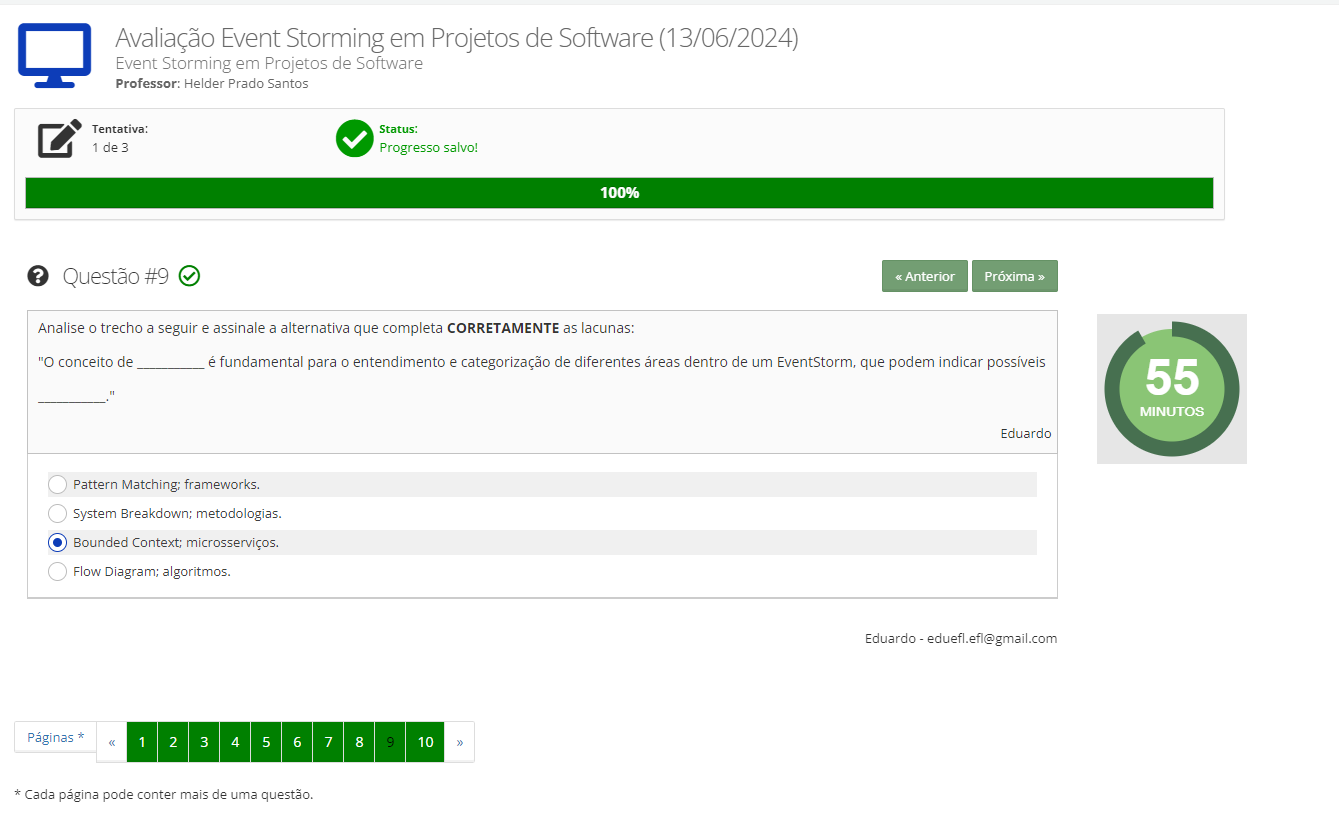 Avaliação Event Storming em Projetos de Software (13/06/2024)
Event Storming em Projetos de Software
Professor: Helder Prado Santos
Tentativa:
1 de 3
Status:
Progresso salvo!
100%
Questão #9
« Anterior
Próxima »
Analise o trecho a seguir e assinale a alternativa que completa CORRETAMENTE as lacunas:
"O conceito de ___________ é fundamental para o entendimento e categorização de diferentes áreas dentro de um EventStorm, que podem indicar possíveis
___________."
Eduardo
55
MINUTOS
Pattern Matching; frameworks.
System Breakdown; metodologias.
Bounded Context; microsserviços.
Flow Diagram; algoritmos.
Eduardo - eduefl.efl@gmail.com
Páginas * « 1 2 3 4 5 6 7 8 9 10 »
* Cada página pode conter mais de uma questão.